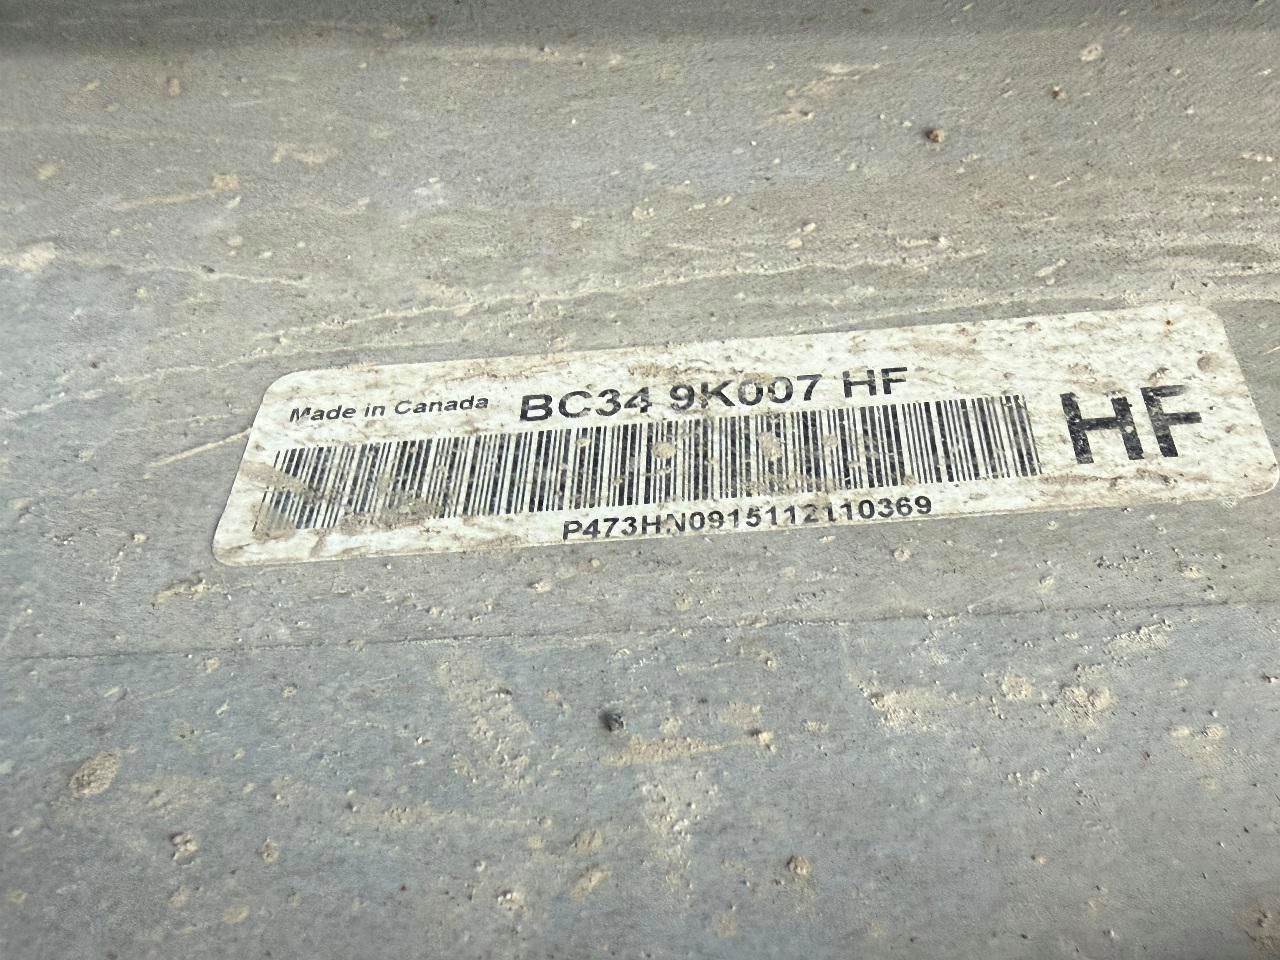 Made in Canada BC34 9K007 HF
HF
P473HN0915112110369